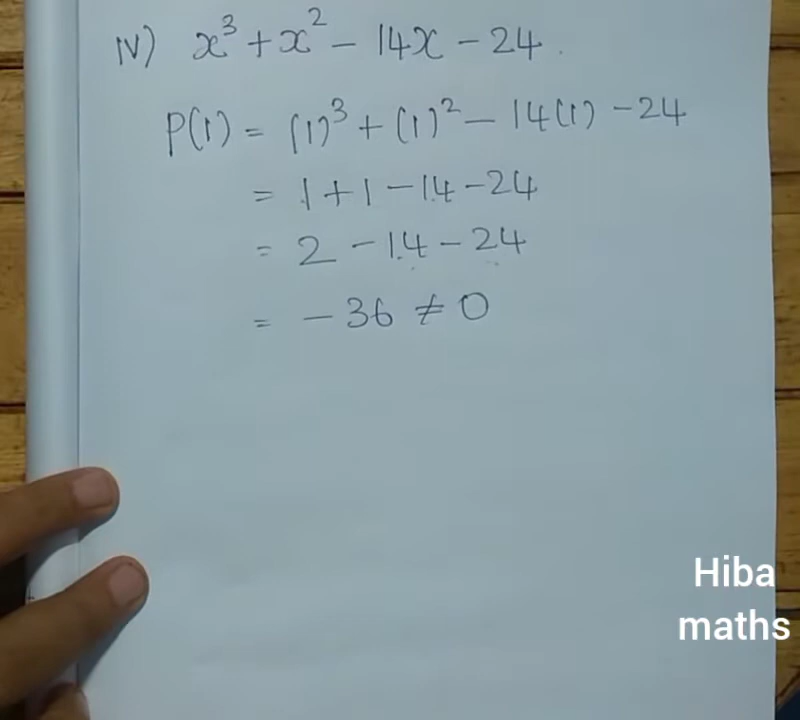 IV) x³ + x² - 14x - 24
P(1) = (1)³ + (1)² - 14(1) - 24
= 1 + 1 - 14 - 24
= 2 - 14 - 24
= - 36 ≠ 0
Hiba
maths